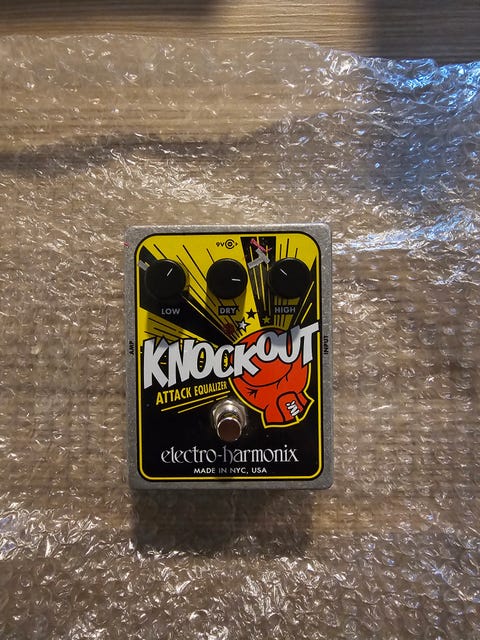 9V
LOW
DRY
HIGH
AMP
INPUT
KNOCKOUT
ATTACK EQUALIZER
electro-harmonix
MADE IN NYC, USA